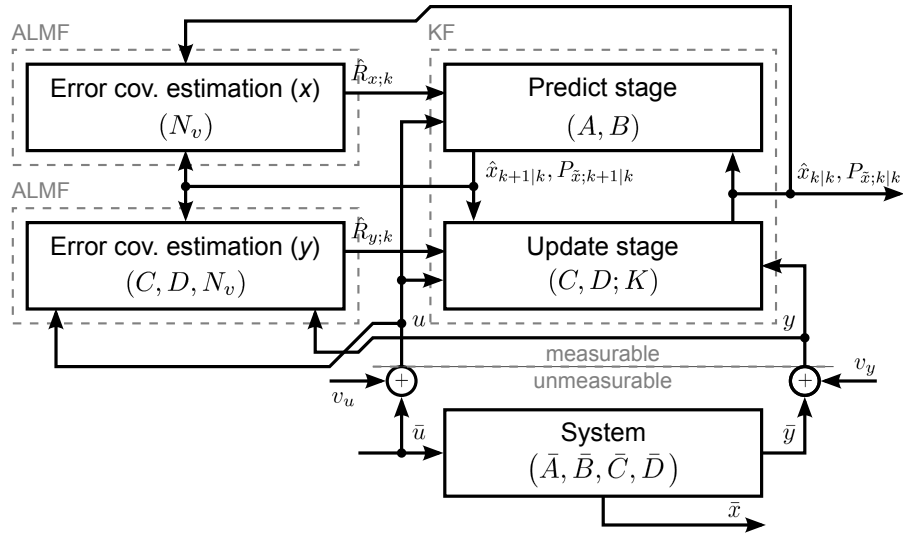 ALMF
KF
Error cov. estimation (x)
(N_v)
R̂_{x;k}
Predict stage
(A, B)
x̂_{k+1|k}, P_{x̃;k+1|k}
x̂_{k|k}, P_{x̃;k|k}
ALMF
Error cov. estimation (y)
(C, D, N_v)
R̂_{y;k}
Update stage
(C, D; K)
u
y
measurable
unmeasurable
+
+
v_u
v_y
ū
ȳ
System
(Ā, B̄, C̄, D̄)
x̄